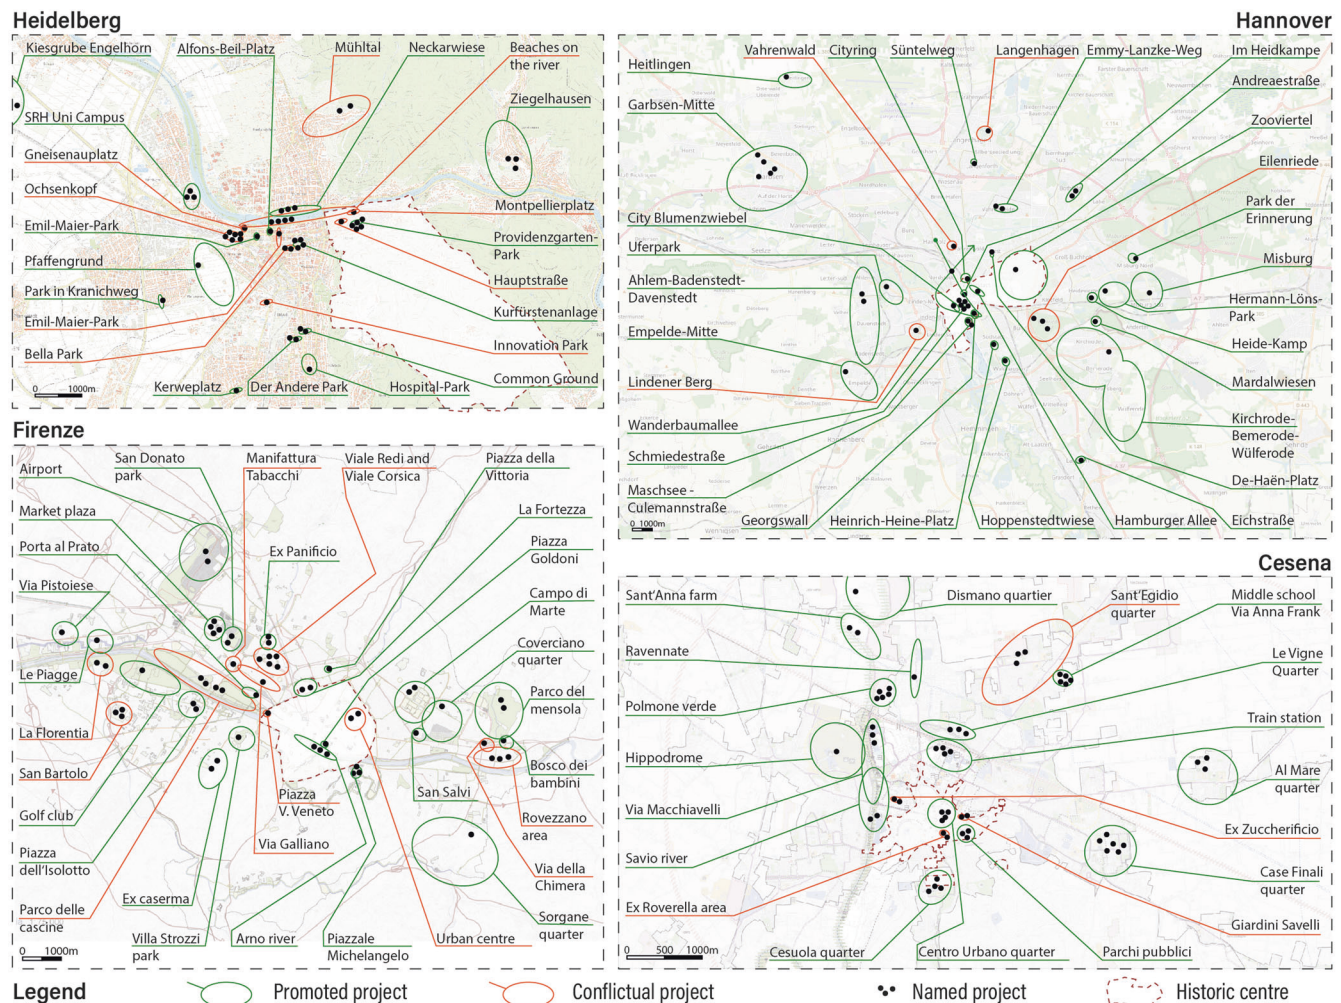 Heidelberg
Kiesgrube Engelhorn
Alfons-Beil-Platz
Mühltal
Neckarwiese
Beaches on
the river
Ziegelhausen
SRH Uni Campus
Gneisenauplatz
Ochsenkopf
Emil-Maier-Park
Pfaffengrund
Park in Kranichweg
Emil-Maier-Park
Bella Park
Montpellierplatz
Providenzgarten-
Park
Hauptstraße
Kurfürstenanlage
Innovation Park
Common Ground
0 1000m
Kerweplatz
Der Andere Park
Hospital-Park
Hannover
Vahrenwald
Cityring
Süntelweg
Langenhagen
Emmy-Lanzke-Weg
Im Heidkampe
Heitlingen
Garbsen-Mitte
City Blumenzwiebel
Uferpark
Ahlem-Badenstedt-
Davenstedt
Empelde-Mitte
Lindener Berg
Wanderbaumallee
Schmiedestraße
Maschsee -
Culemannstraße
Andreaestraße
Zooviertel
Eilenriede
Park der
Erinnerung
Misburg
Hermann-Löns-
Park
Heide-Kamp
Mardalwiesen
Kirchrode-
Bemerode-
Wülferode
De-Haën-Platz
Eichstraße
0 1000m
Georgswall
Heinrich-Heine-Platz
Hoppenstedtwiese
Hamburger Allee
Firenze
Airport
San Donato
park
Manifattura
Tabacchi
Viale Redi and
Viale Corsica
Piazza della
Vittoria
Market plaza
Porta al Prato
Via Pistoiese
Ex Panificio
La Fortezza
Piazza
Goldoni
Campo di
Marte
Coverciano
quarter
Parco del
mensola
Le Piagge
La Florentia
San Bartolo
Golf club
Piazza
dell'Isolotto
Parco delle
cascine
Piazza
V. Veneto
Via Galliano
San Salvi
Bosco dei
bambini
Rovezzano
area
Via della
Chimera
Sorgane
quarter
Ex caserma
Villa Strozzi
park
Arno river
Piazzale
Michelangelo
Urban centre
0 1000m
Cesena
Sant'Anna farm
Dismano quartier
Sant'Egidio
quarter
Middle school
Via Anna Frank
Ravennate
Polmone verde
Hippodrome
Via Macchiavelli
Savio river
Ex Roverella area
Le Vigne
Quarter
Train station
Al Mare
quarter
Ex Zuccherificio
Case Finali
quarter
Giardini Savelli
0 500 1000m
Cesuola quarter
Centro Urbano quarter
Parchi pubblici
Legend
Promoted project
Conflictual project
Named project
Historic centre